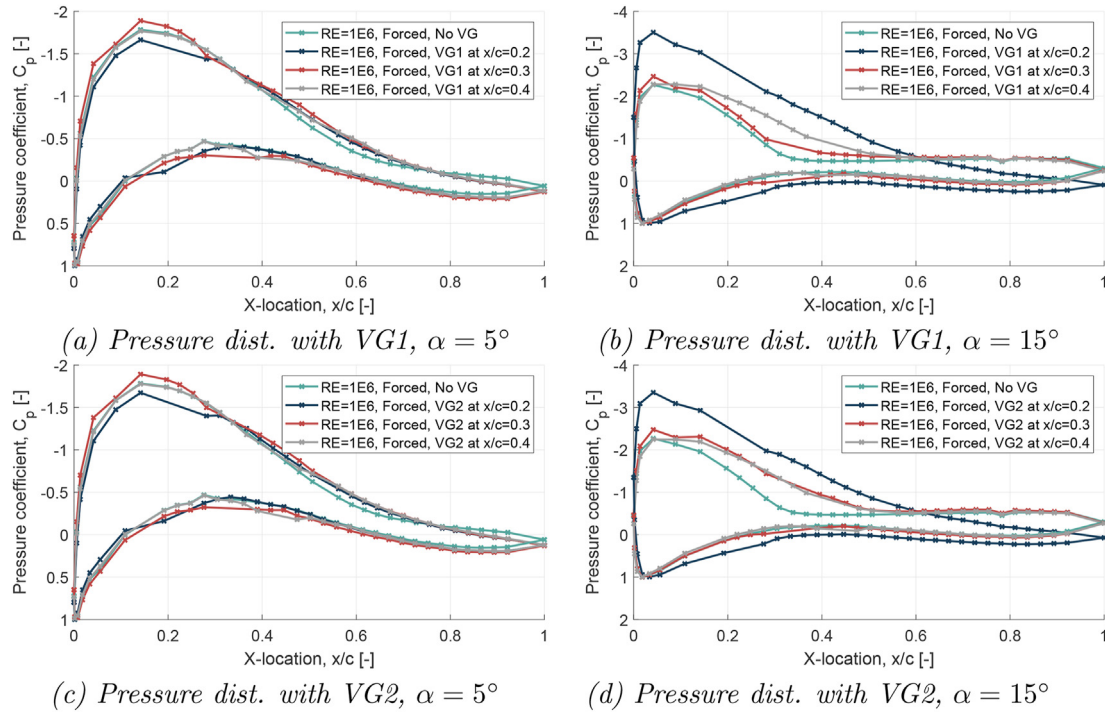 -2
-1.5
-1
-0.5
0
0.5
1
Pressure coefficient, Cp [-]
RE=1E6, Forced, No VG
RE=1E6, Forced, VG1 at x/c=0.2
RE=1E6, Forced, VG1 at x/c=0.3
RE=1E6, Forced, VG1 at x/c=0.4
0 0.2 0.4 0.6 0.8 1
X-location, x/c [-]
(a) Pressure dist. with VG1, α = 5°
-4
-3
-2
-1
0
1
2
Pressure coefficient, Cp [-]
RE=1E6, Forced, No VG
RE=1E6, Forced, VG1 at x/c=0.2
RE=1E6, Forced, VG1 at x/c=0.3
RE=1E6, Forced, VG1 at x/c=0.4
0 0.2 0.4 0.6 0.8 1
X-location, x/c [-]
(b) Pressure dist. with VG1, α = 15°
-2
-1.5
-1
-0.5
0
0.5
1
Pressure coefficient, Cp [-]
RE=1E6, Forced, No VG
RE=1E6, Forced, VG2 at x/c=0.2
RE=1E6, Forced, VG2 at x/c=0.3
RE=1E6, Forced, VG2 at x/c=0.4
0 0.2 0.4 0.6 0.8 1
X-location, x/c [-]
(c) Pressure dist. with VG2, α = 5°
-4
-3
-2
-1
0
1
2
Pressure coefficient, Cp [-]
RE=1E6, Forced, No VG
RE=1E6, Forced, VG2 at x/c=0.2
RE=1E6, Forced, VG2 at x/c=0.3
RE=1E6, Forced, VG2 at x/c=0.4
0 0.2 0.4 0.6 0.8 1
X-location, x/c [-]
(d) Pressure dist. with VG2, α = 15°